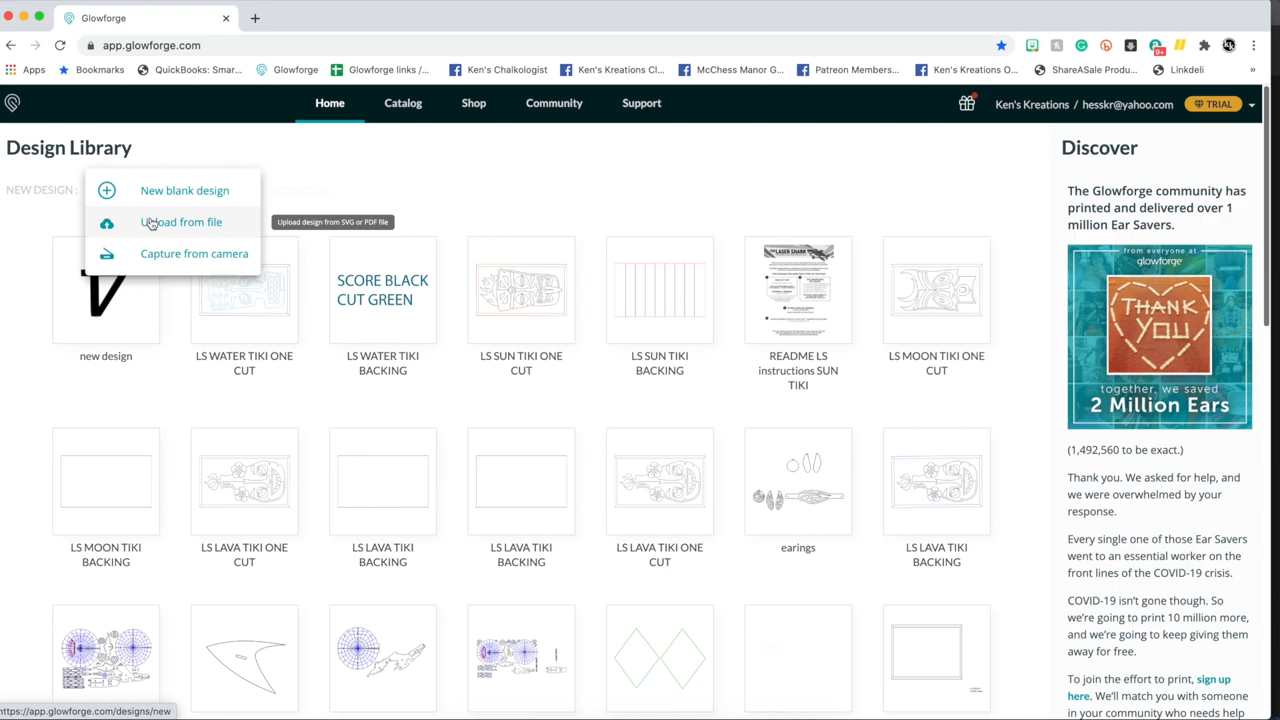 Glowforge
app.glowforge.com
9+
Apps
Bookmarks
QuickBooks: Smar...
Glowforge
Glowforge links /...
Ken's Chalkologist
Ken's Kreations Cl...
McChess Manor G...
Patreon Members...
Ken's Kreations O...
ShareASale Produ...
Linkdeli
»
Home
Catalog
Shop
Community
Support
Ken's Kreations / hesskr@yahoo.com
TRIAL
Design Library
NEW DESIGN :
New blank design
Upload from file
Capture from camera
Upload design from SVG or PDF file
SCORE BLACK
CUT GREEN
THE LASER SHARK
new design
LS WATER TIKI ONE
CUT
LS WATER TIKI
BACKING
LS SUN TIKI ONE
CUT
LS SUN TIKI
BACKING
README LS
instructions SUN
TIKI
LS MOON TIKI ONE
CUT
LS MOON TIKI
BACKING
LS LAVA TIKI ONE
CUT
LS LAVA TIKI
BACKING
LS LAVA TIKI
BACKING
LS LAVA TIKI ONE
CUT
earings
LS LAVA TIKI
BACKING
Discover
The Glowforge community has
printed and delivered over 1
million Ear Savers.
from everyone at
glowforge
THANK
YOU
together, we saved
2 Million Ears
(1,492,560 to be exact.)
Thank you. We asked for help, and
we were overwhelmed by your
response.
Every single one of those Ear Savers
went to an essential worker on the
front lines of the COVID-19 crisis.
COVID-19 isn't gone though. So
we're going to print 10 million more,
and we're going to keep giving them
away for free.
To join the effort to print, sign up
here. We'll match you with someone
in your community who needs help
https://app.glowforge.com/designs/new